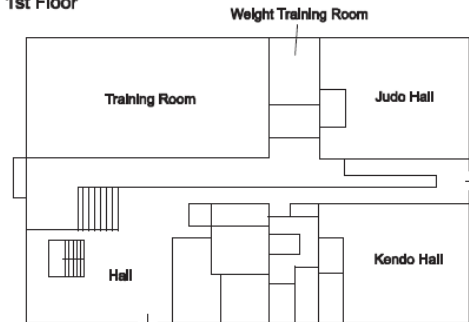 1st Floor
Weight Training Room
Training Room
Judo Hall
Hall
Kendo Hall